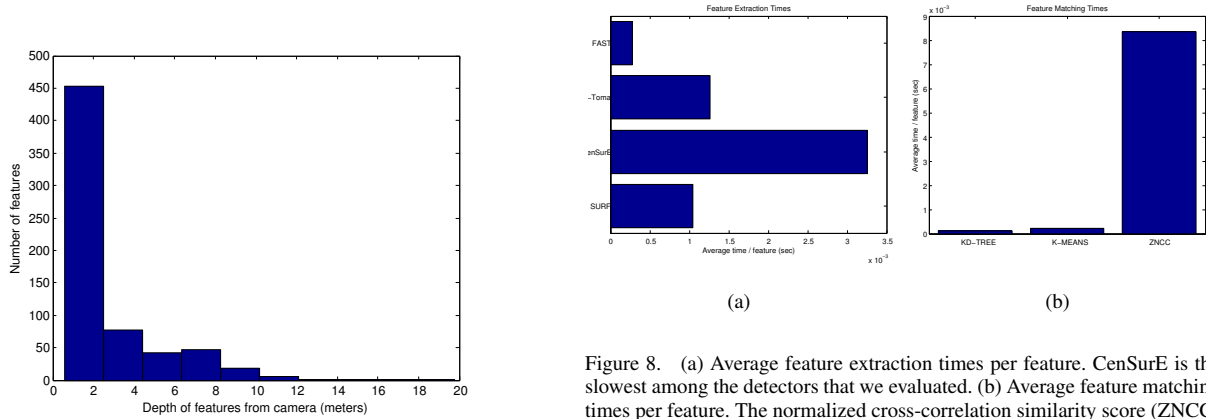 500
450
400
350
300
250
200
150
100
50
0
0 2 4 6 8 10 12 14 16 18 20
Number of features
Depth of features from camera (meters)
Feature Extraction Times
FAST
−Toma
enSurE
SURF
0 0.5 1 1.5 2 2.5 3 3.5
x 10⁻³
Average time / feature (sec)
(a)
Feature Matching Times
x 10⁻³
9
8
7
6
5
4
3
2
1
0
Average time / feature (sec)
KD−TREE K−MEANS ZNCC
(b)
Figure 8. (a) Average feature extraction times per feature. CenSurE is th
slowest among the detectors that we evaluated. (b) Average feature matchin
times per feature. The normalized cross-correlation similarity score (ZNCC